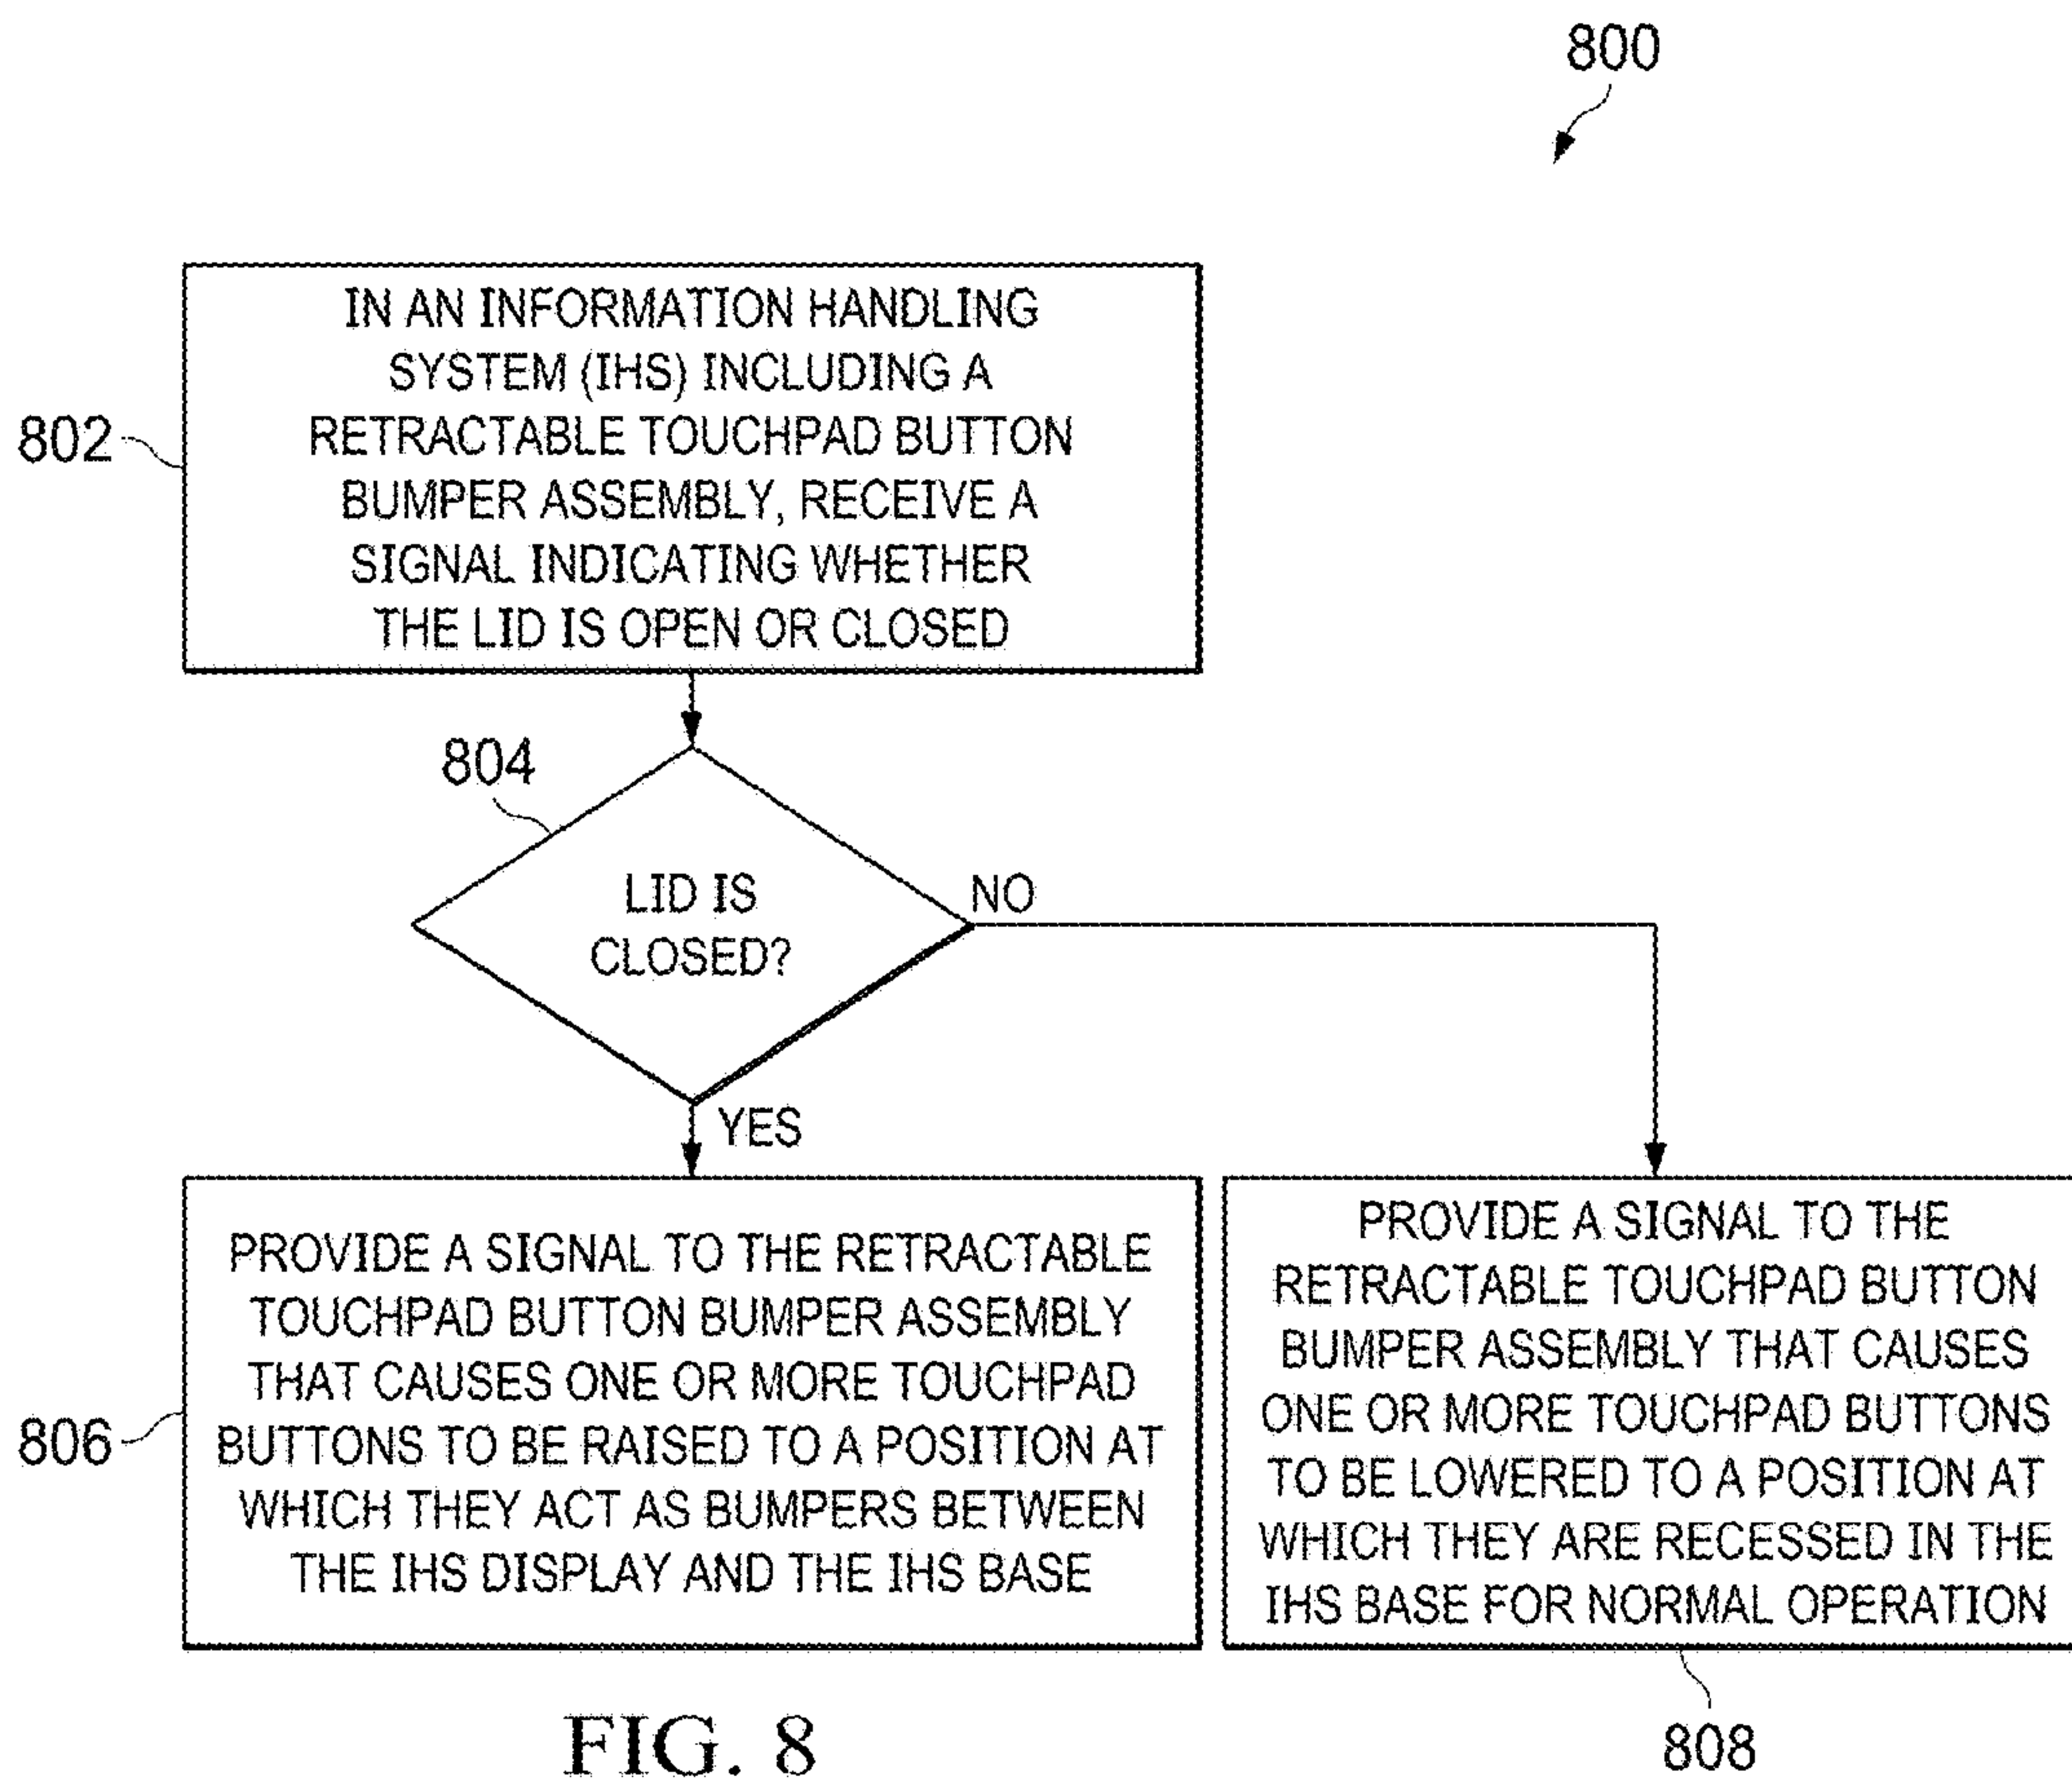 800
IN AN INFORMATION HANDLING
SYSTEM (IHS) INCLUDING A
RETRACTABLE TOUCHPAD BUTTON
BUMPER ASSEMBLY, RECEIVE A
SIGNAL INDICATING WHETHER
THE LID IS OPEN OR CLOSED
802
804
LID IS
CLOSED?
NO
YES
PROVIDE A SIGNAL TO THE RETRACTABLE
TOUCHPAD BUTTON BUMPER ASSEMBLY
THAT CAUSES ONE OR MORE TOUCHPAD
BUTTONS TO BE RAISED TO A POSITION AT
WHICH THEY ACT AS BUMPERS BETWEEN
THE IHS DISPLAY AND THE IHS BASE
806
PROVIDE A SIGNAL TO THE
RETRACTABLE TOUCHPAD BUTTON
BUMPER ASSEMBLY THAT CAUSES
ONE OR MORE TOUCHPAD BUTTONS
TO BE LOWERED TO A POSITION AT
WHICH THEY ARE RECESSED IN THE
IHS BASE FOR NORMAL OPERATION
808
FIG. 8